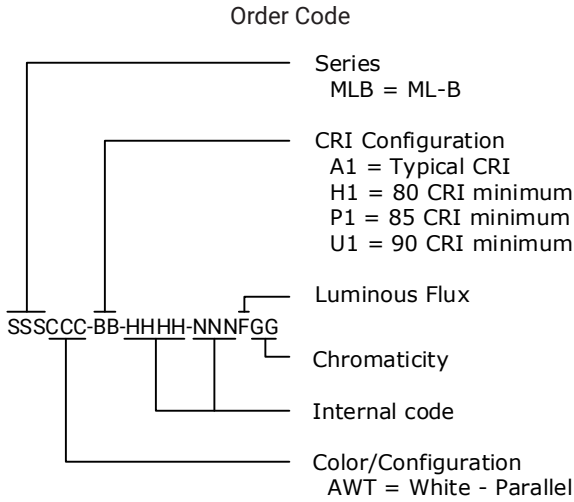 Order Code
Series
MLB = ML-B
CRI Configuration
A1 = Typical CRI
H1 = 80 CRI minimum
P1 = 85 CRI minimum
U1 = 90 CRI minimum
Luminous Flux
SSSCCC-BB-HHHH-NNNFGG
Chromaticity
Internal code
Color/Configuration
AWT = White - Parallel